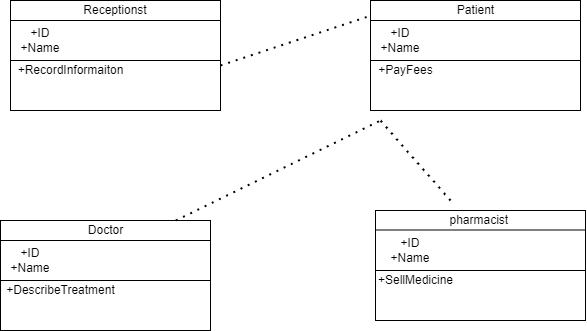 Receptionst
+ID
+Name
+RecordInformaiton
Patient
+ID
+Name
+PayFees
Doctor
+ID
+Name
+DescribeTreatment
pharmacist
+ID
+Name
+SellMedicine